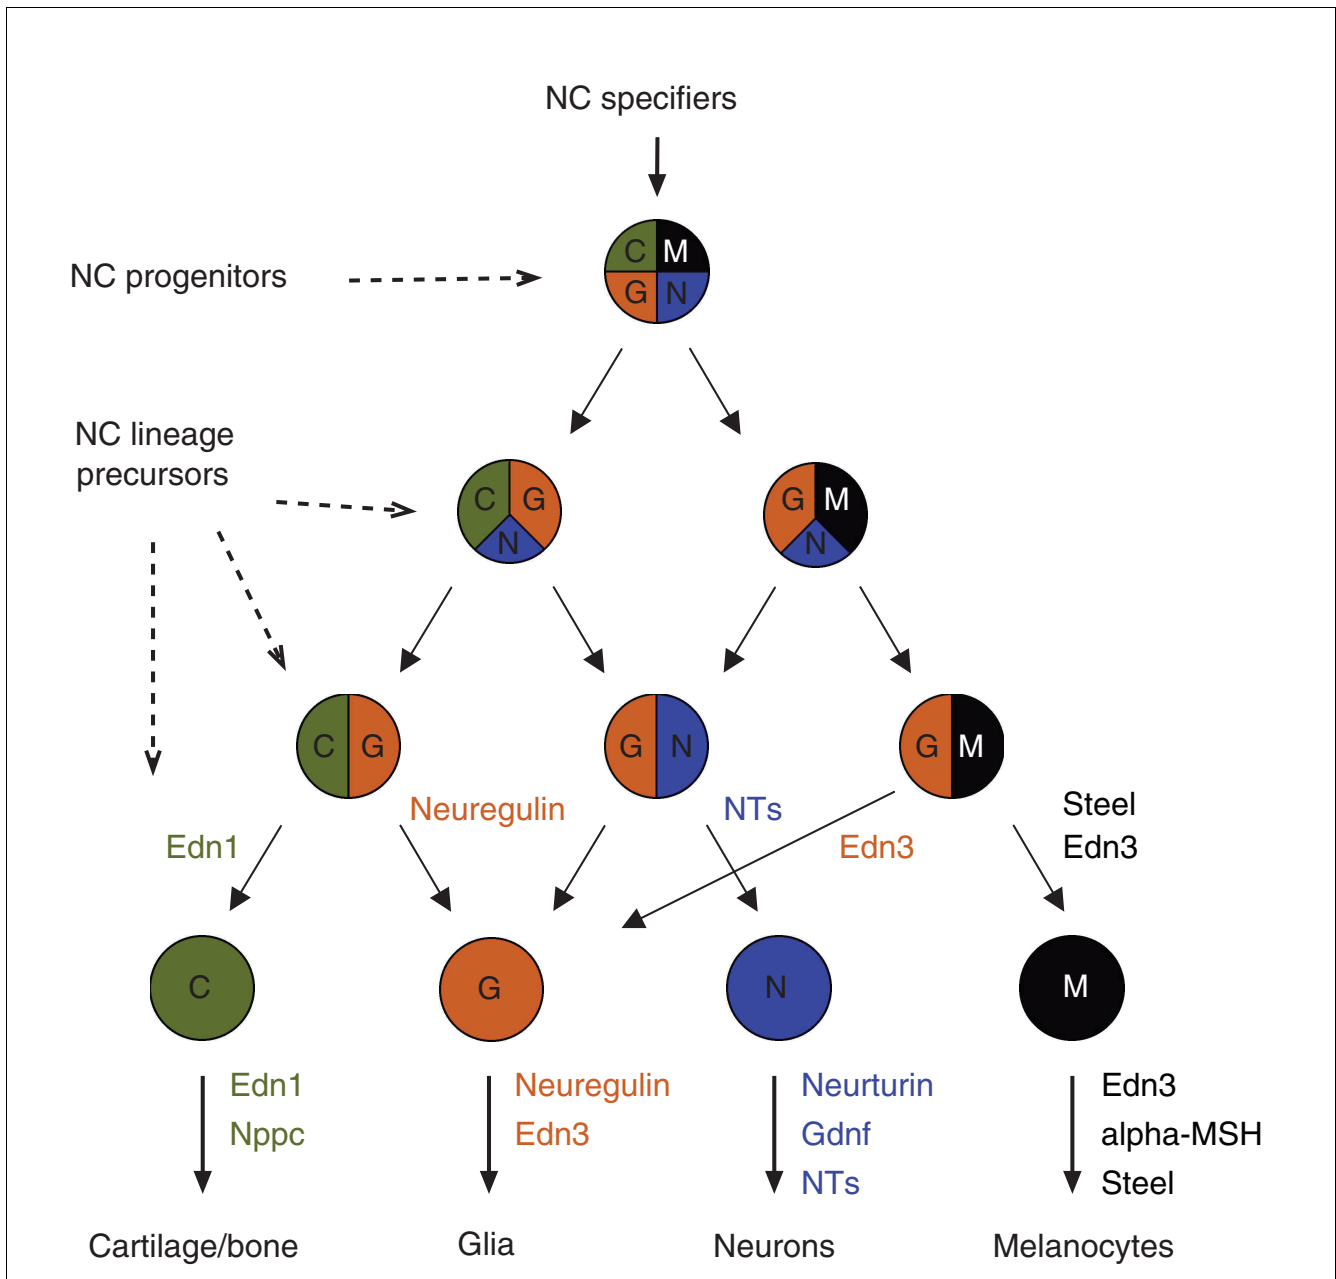 NC specifiers
C M
G N
NC progenitors
NC lineage
precursors
C G
N
G M
N
C G
G N
G M
Neuregulin
NTs
Steel
Edn1
Edn3
Edn3
C
G
N
M
Edn1
Nppc
Neuregulin
Edn3
Neurturin
Gdnf
NTs
Edn3
alpha-MSH
Steel
Cartilage/bone
Glia
Neurons
Melanocytes